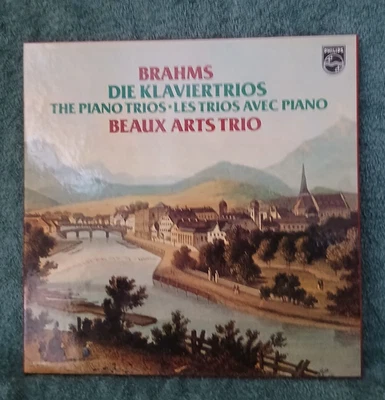 PHILIPS
BRAHMS
DIE KLAVIERTRIOS
THE PIANO TRIOS · LES TRIOS AVEC PIANO
BEAUX ARTS TRIO